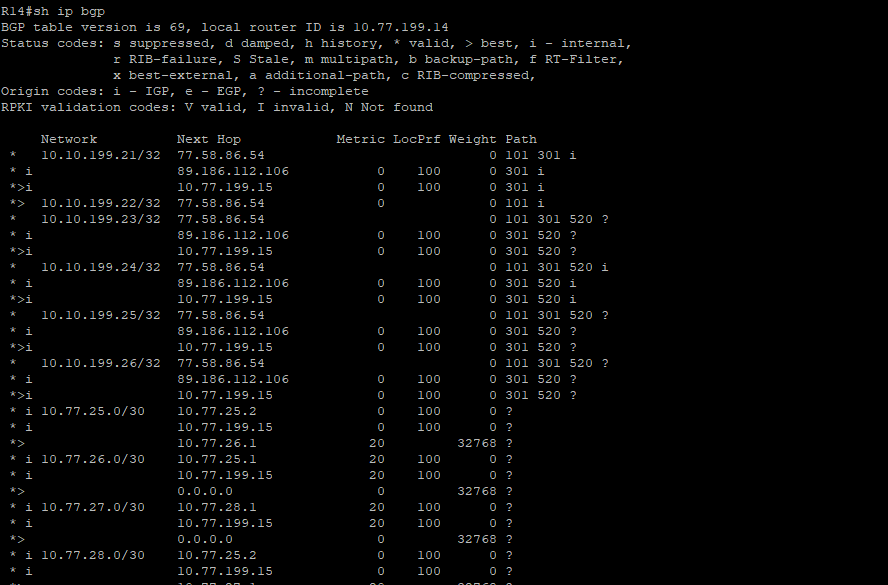 R14#sh ip bgp
BGP table version is 69, local router ID is 10.77.199.14
Status codes: s suppressed, d damped, h history, * valid, > best, i - internal,
              r RIB-failure, S Stale, m multipath, b backup-path, f RT-Filter,
              x best-external, a additional-path, c RIB-compressed,
Origin codes: i - IGP, e - EGP, ? - incomplete
RPKI validation codes: V valid, I invalid, N Not found
     Network          Next Hop            Metric LocPrf Weight Path
 *   10.10.199.21/32  77.58.86.54                            0 101 301 i
 * i                  89.186.112.106           0    100      0 301 i
 *>i                  10.77.199.15             0    100      0 301 i
 *>  10.10.199.22/32  77.58.86.54              0             0 101 i
 *   10.10.199.23/32  77.58.86.54                            0 101 301 520 ?
 * i                  89.186.112.106           0    100      0 301 520 ?
 *>i                  10.77.199.15             0    100      0 301 520 ?
 *   10.10.199.24/32  77.58.86.54                            0 101 301 520 i
 * i                  89.186.112.106           0    100      0 301 520 i
 *>i                  10.77.199.15             0    100      0 301 520 i
 *   10.10.199.25/32  77.58.86.54                            0 101 301 520 ?
 * i                  89.186.112.106           0    100      0 301 520 ?
 *>i                  10.77.199.15             0    100      0 301 520 ?
 *   10.10.199.26/32  77.58.86.54                            0 101 301 520 ?
 * i                  89.186.112.106           0    100      0 301 520 ?
 *>i                  10.77.199.15             0    100      0 301 520 ?
 * i 10.77.25.0/30    10.77.25.2               0    100      0 ?
 * i                  10.77.199.15             0    100      0 ?
 *>                   10.77.26.1              20         32768 ?
 * i 10.77.26.0/30    10.77.25.1              20    100      0 ?
 * i                  10.77.199.15            20    100      0 ?
 *>                   0.0.0.0                  0         32768 ?
 * i 10.77.27.0/30    10.77.28.1              20    100      0 ?
 * i                  10.77.199.15            20    100      0 ?
 *>                   0.0.0.0                  0         32768 ?
 * i 10.77.28.0/30    10.77.25.2               0    100      0 ?
 * i                  10.77.199.15             0    100      0 ?